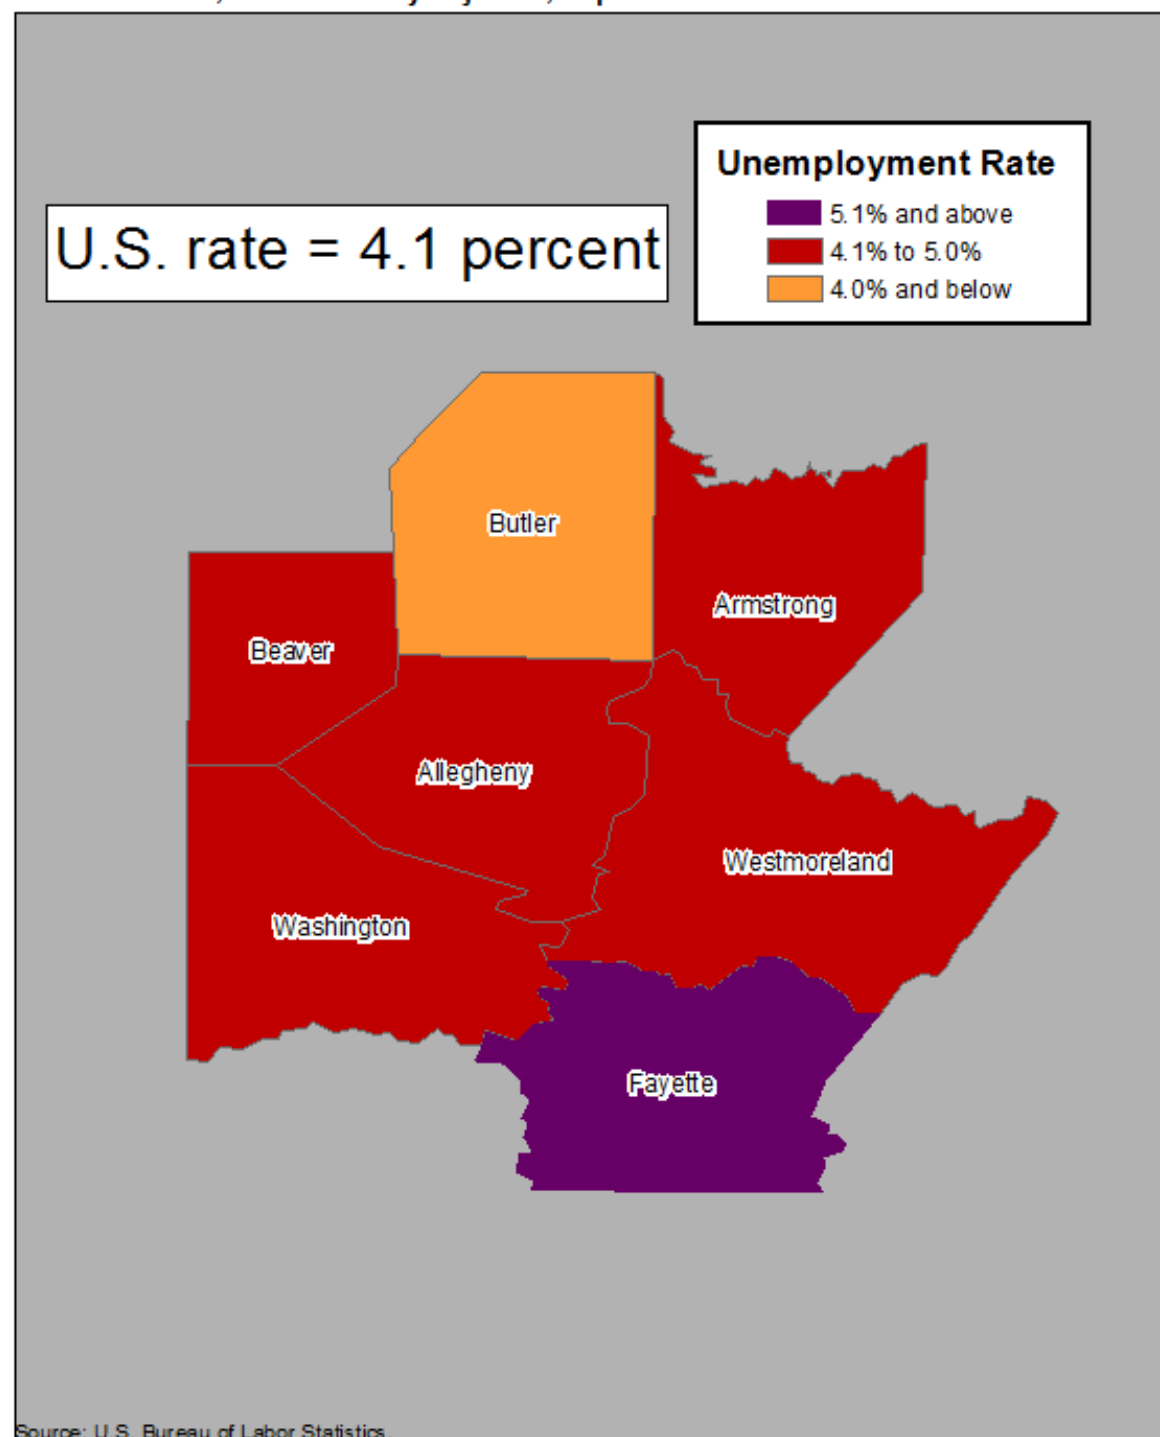 Unemployment Rate
5.1% and above
4.1% to 5.0%
4.0% and below
U.S. rate = 4.1 percent
Butler
Armstrong
Beaver
Allegheny
Westmoreland
Washington
Fayette
Source: U.S. Bureau of Labor Statistics